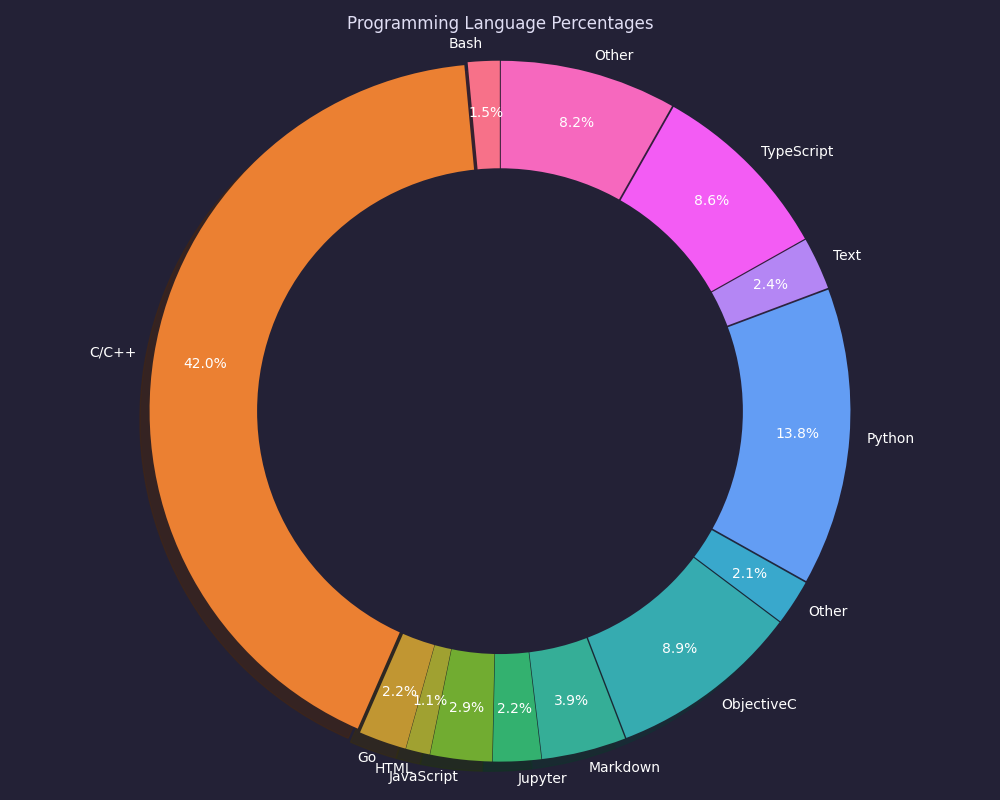 Programming Language Percentages
Bash
1.5%
Other
8.2%
TypeScript
8.6%
Text
2.4%
Python
13.8%
Other
2.1%
ObjectiveC
8.9%
Markdown
3.9%
Jupyter
2.2%
JavaScript
2.9%
HTML
1.1%
Go
2.2%
C/C++
42.0%